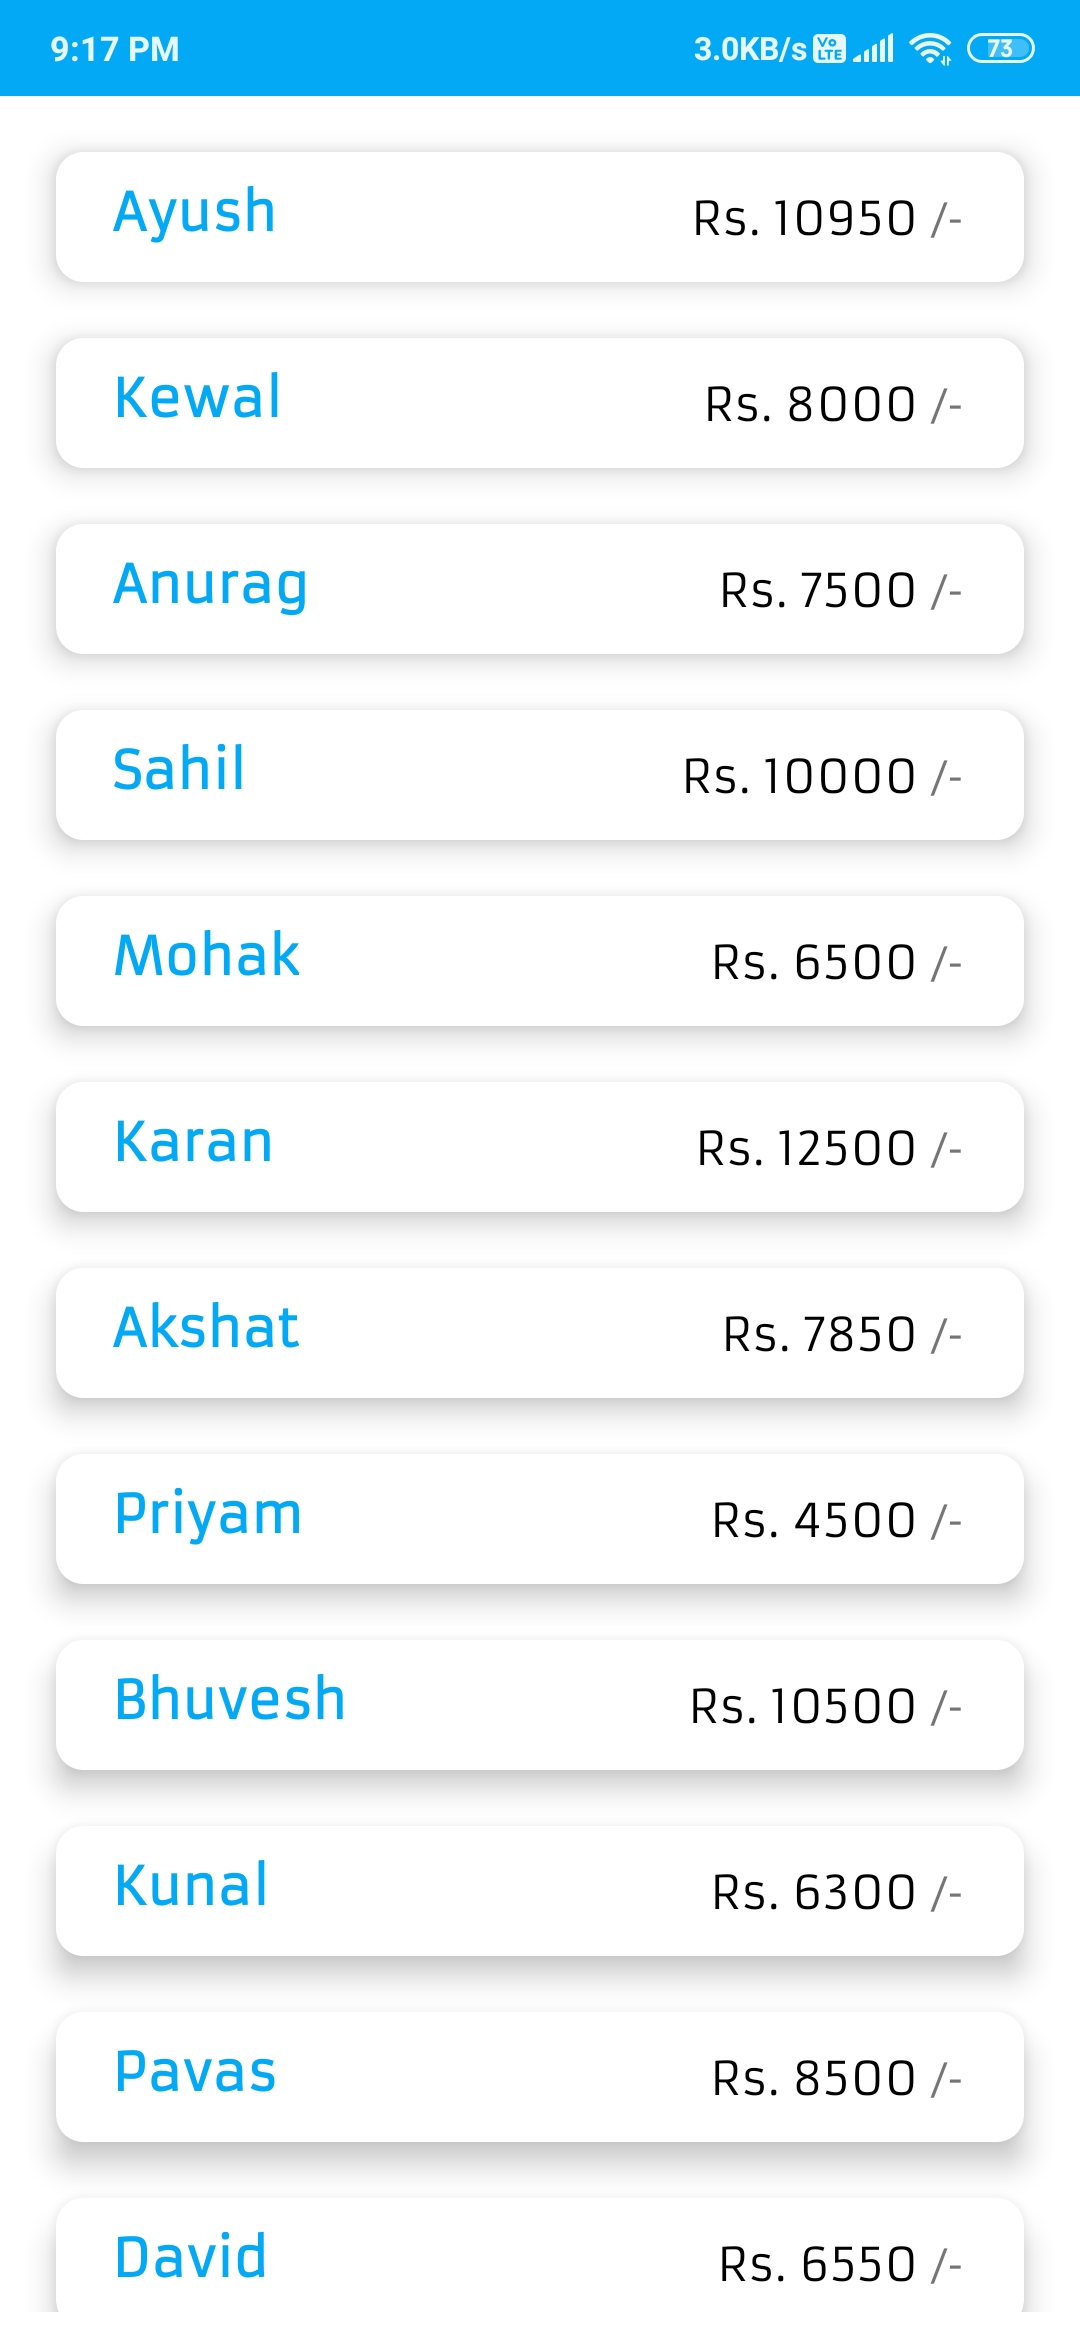 9:17 PM 3.0KB/s Vo LTE 73
Ayush Rs. 10950 /-
Kewal Rs. 8000 /-
Anurag Rs. 7500 /-
Sahil Rs. 10000 /-
Mohak Rs. 6500 /-
Karan Rs. 12500 /-
Akshat Rs. 7850 /-
Priyam Rs. 4500 /-
Bhuvesh Rs. 10500 /-
Kunal Rs. 6300 /-
Pavas Rs. 8500 /-
David Rs. 6550 /-